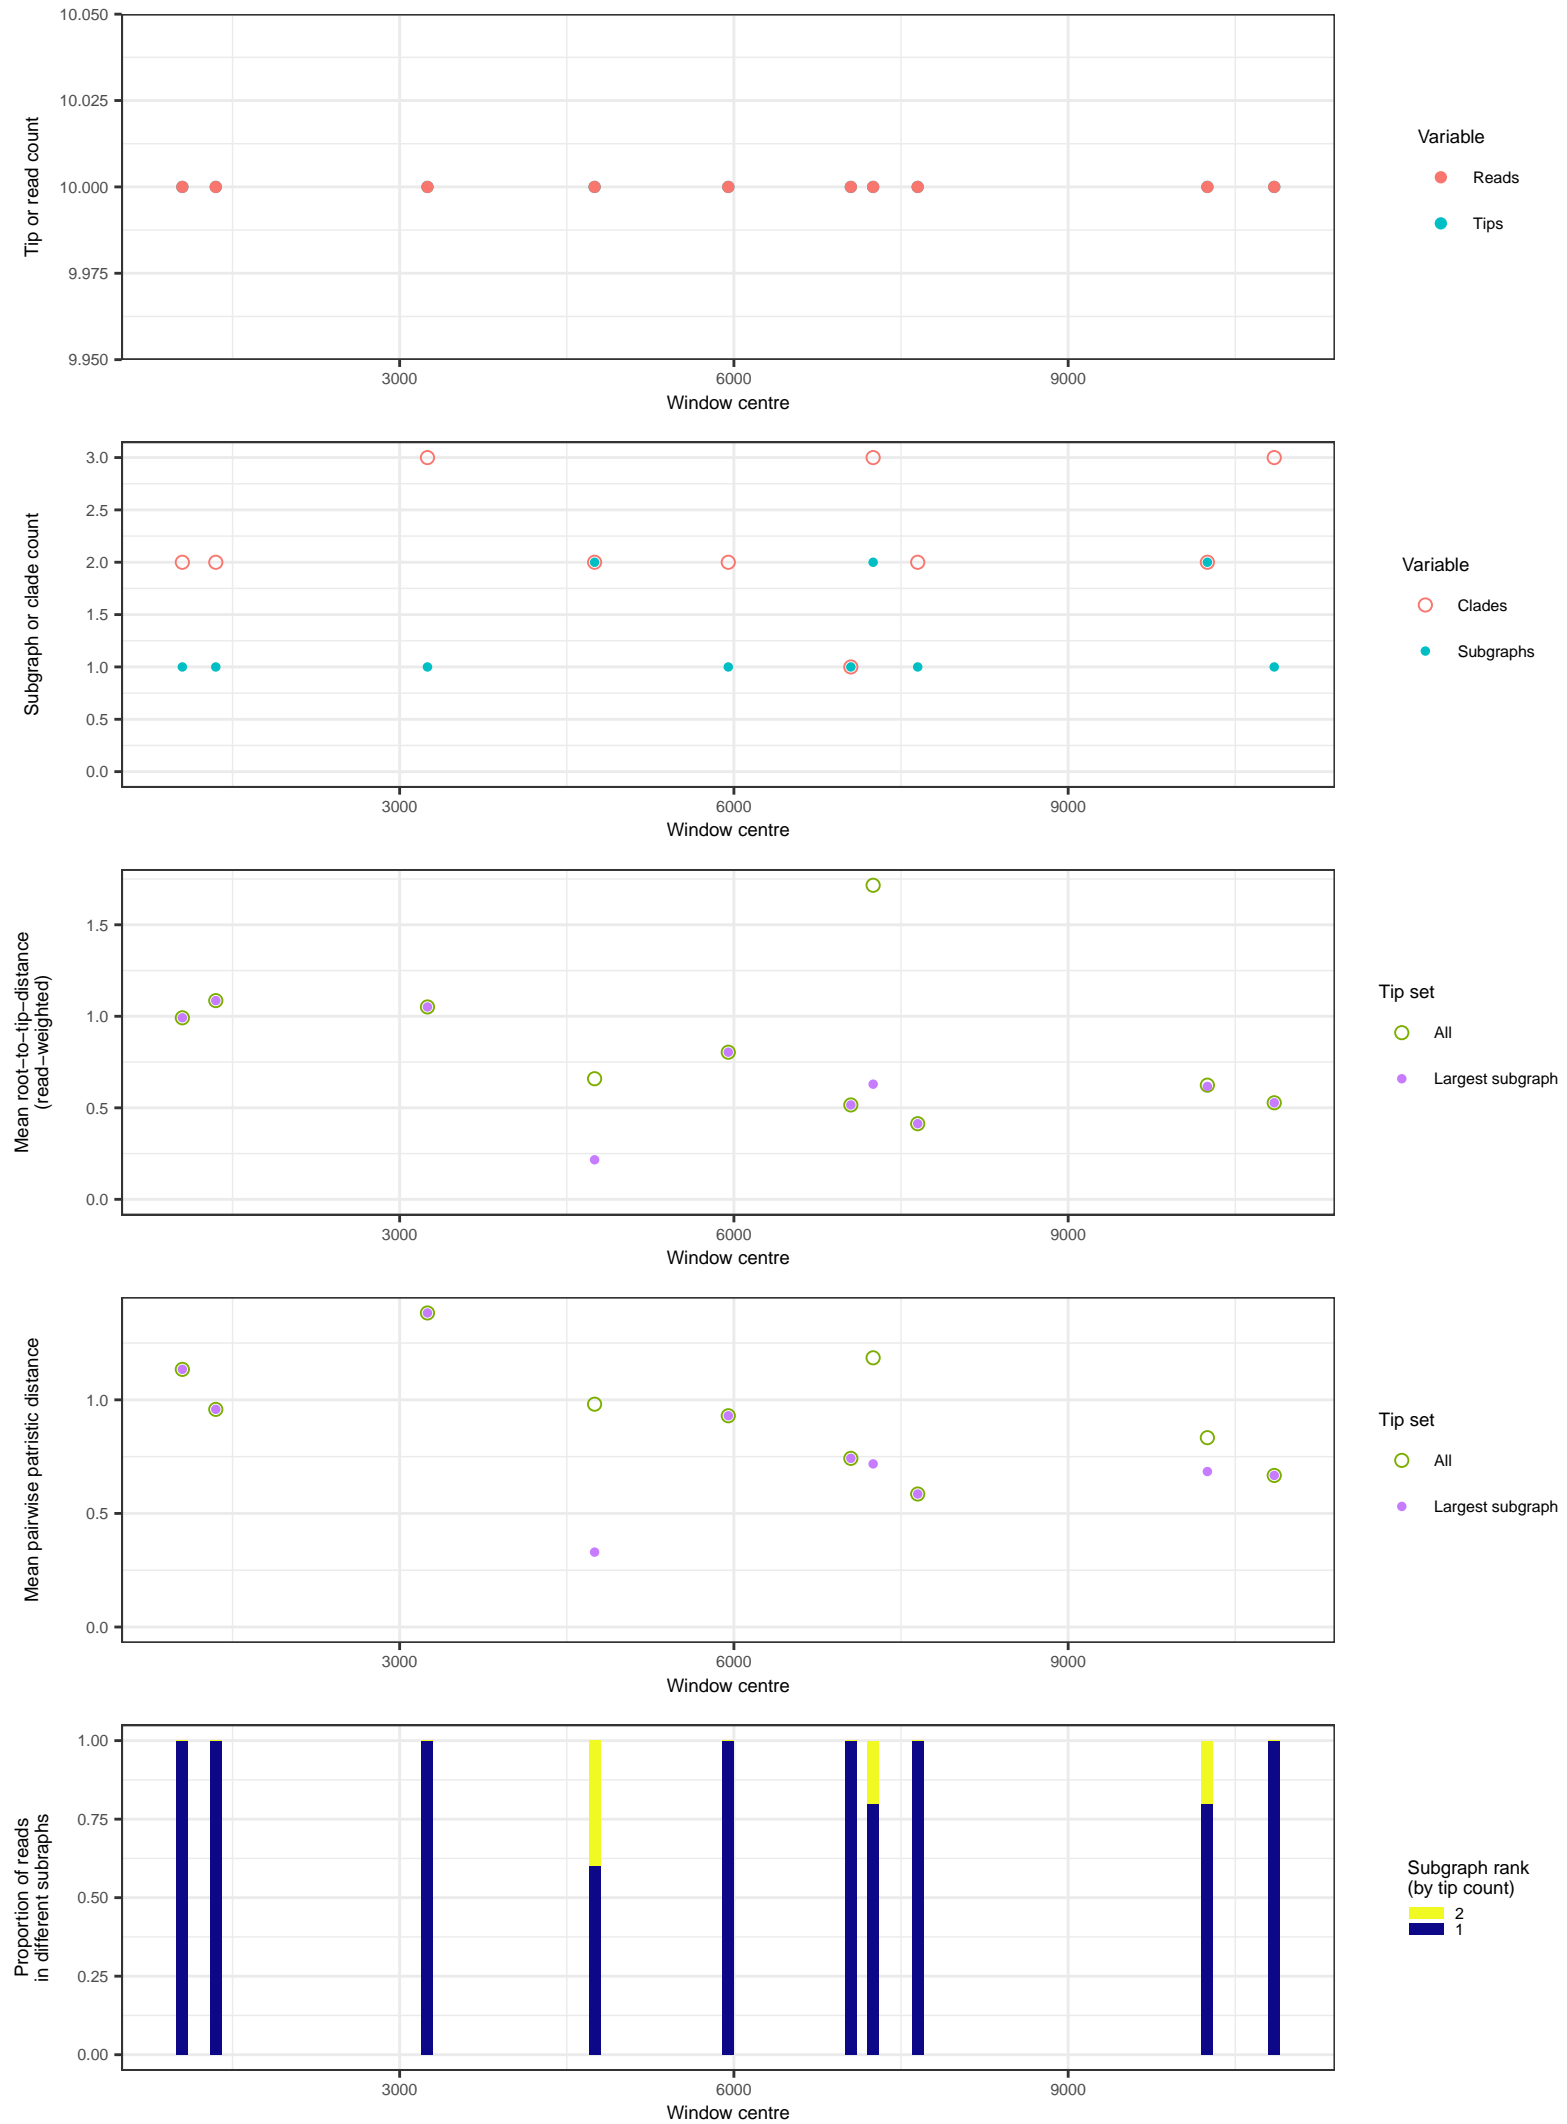 10.050
10.025
10.000
9.975
9.950
Tip or read count
3000
6000
9000
Window centre
Variable
Reads
Tips
3.0
2.5
2.0
1.5
1.0
0.5
0.0
Subgraph or clade count
3000
6000
9000
Window centre
Variable
Clades
Subgraphs
1.5
1.0
0.5
0.0
Mean root−to−tip−distance
(read−weighted)
3000
6000
9000
Window centre
Tip set
All
Largest subgraph
1.0
0.5
0.0
Mean pairwise patristic distance
3000
6000
9000
Window centre
Tip set
All
Largest subgraph
1.00
0.75
0.50
0.25
0.00
Proportion of reads
in different subraphs
3000
6000
9000
Window centre
Subgraph rank
(by tip count)
2
1